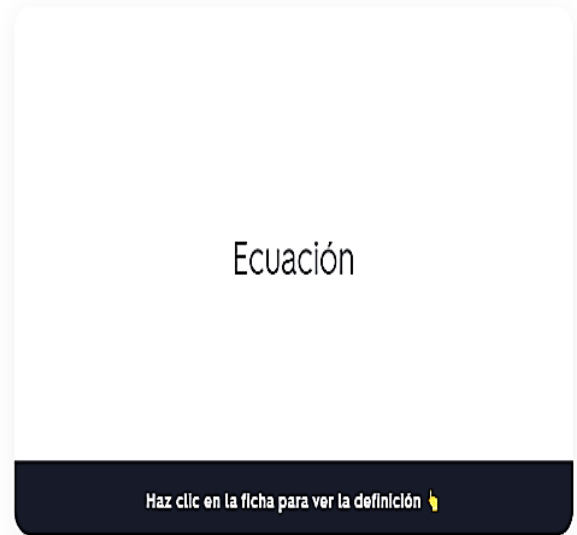 Ecuación
Haz clic en la ficha para ver la definición 👆